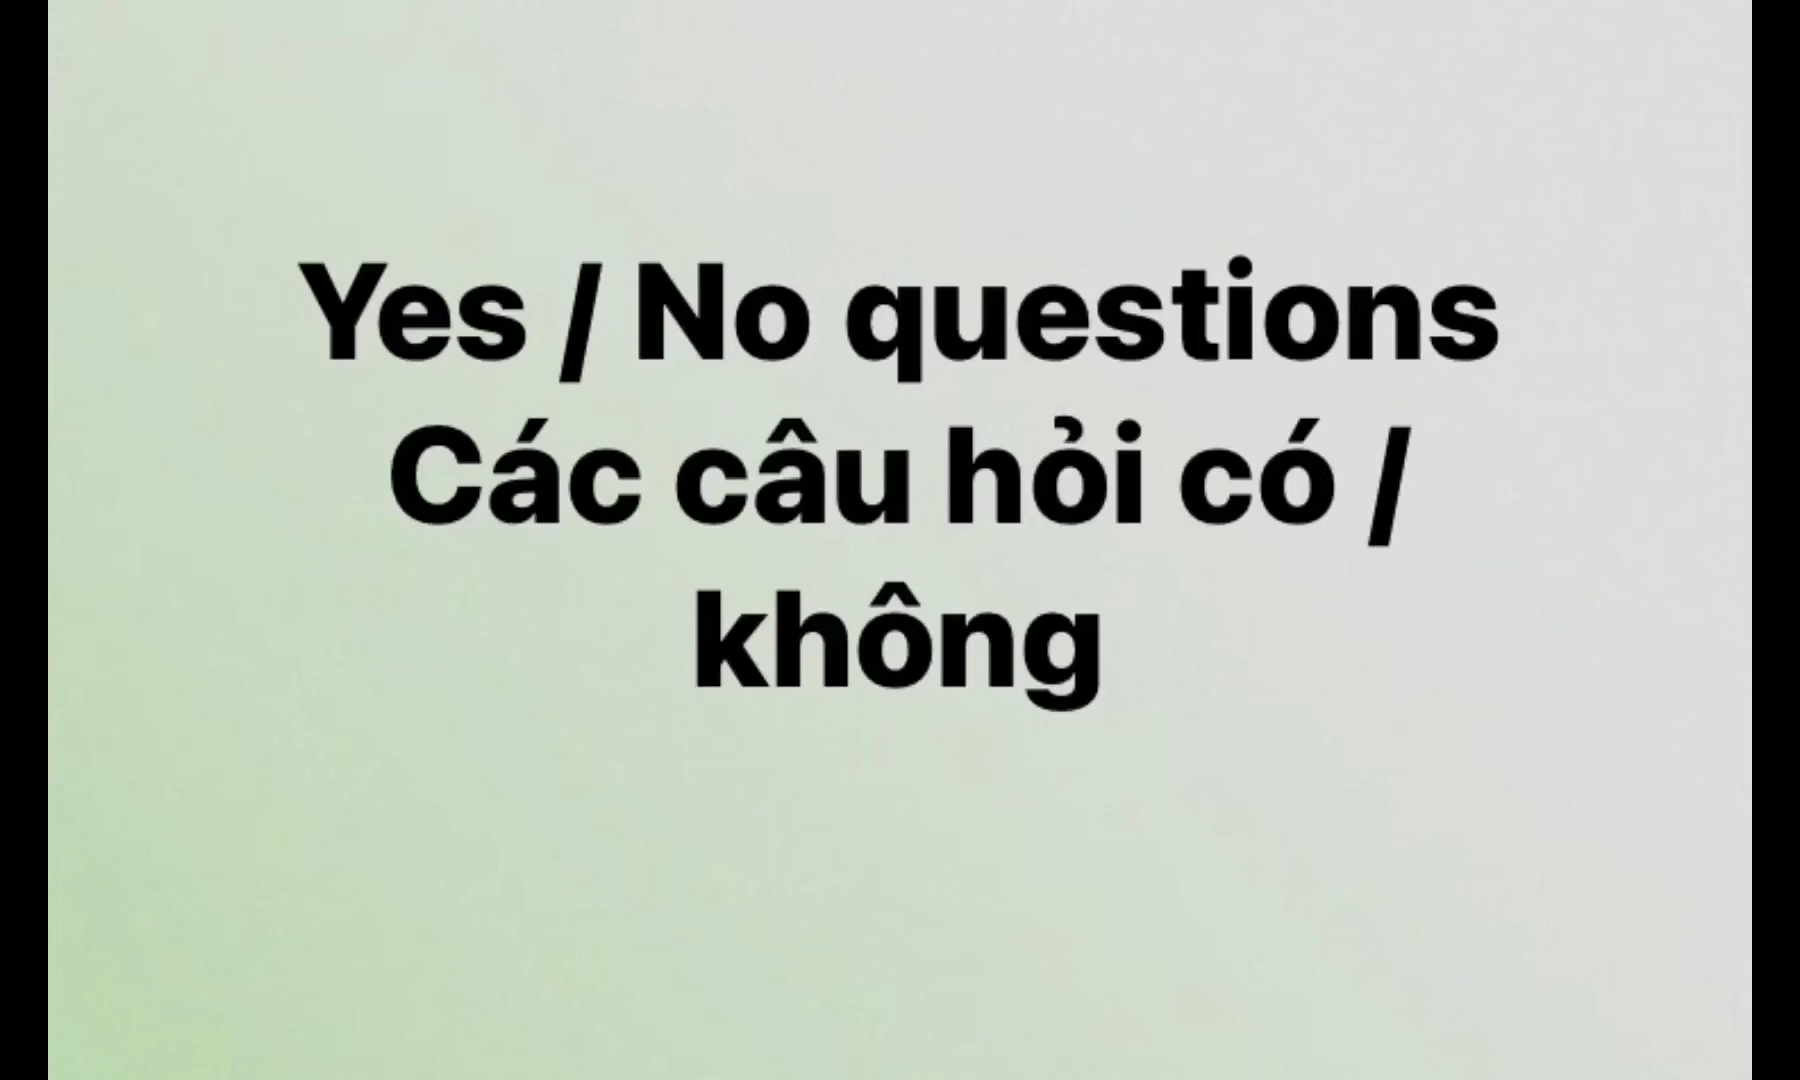 Yes / No questions
Các câu hỏi có /
không